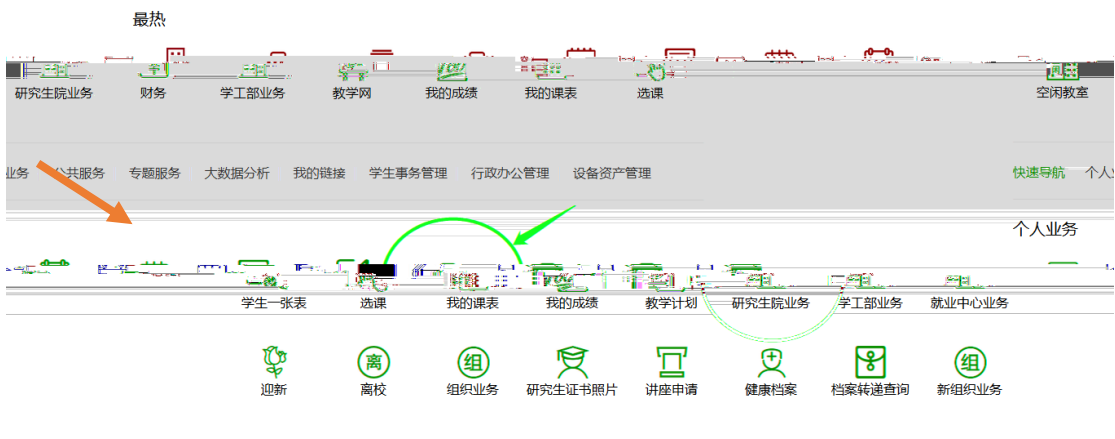 最热
研究生院业务 财务 学工部业务 教学网 我的成绩 我的课表 选课 空闲教室
业务 公共服务 专题服务 大数据分析 我的链接 学生事务管理 行政办公管理 设备资产管理 快速导航 个人业
个人业务
学生一张表 选课 我的课表 我的成绩 教学计划 研究生院业务 学工部业务 就业中心业务
离 组 组
迎新 离校 组织业务 研究生证书照片 讲座申请 健康档案 档案转递查询 新组织业务